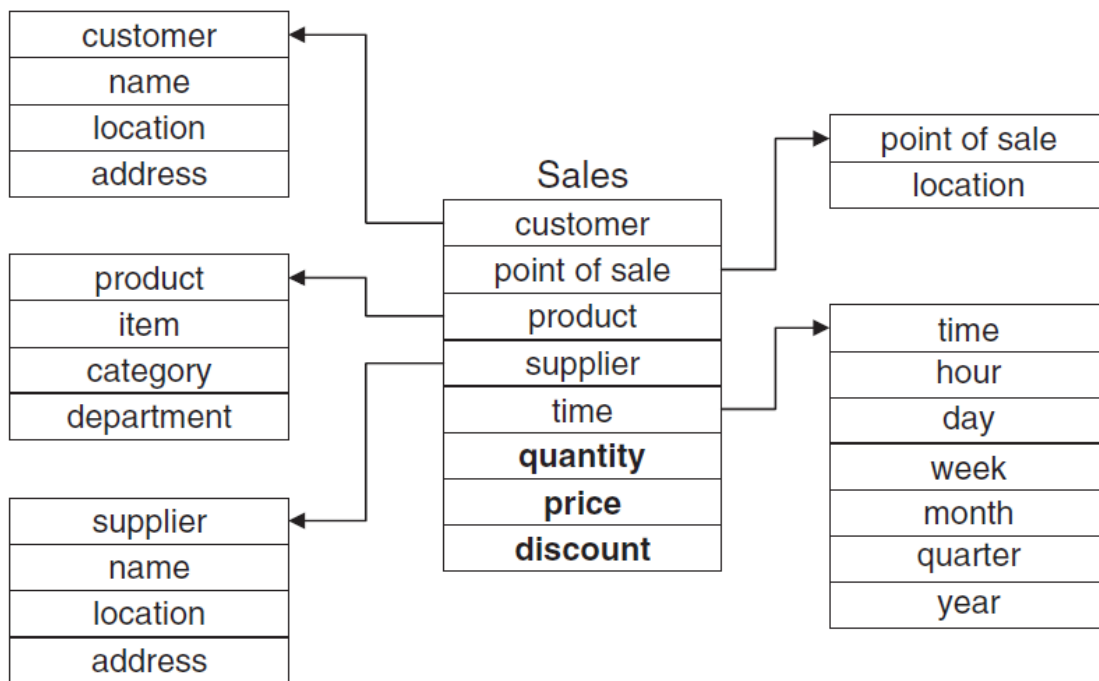 customer
name
location
address
product
item
category
department
supplier
name
location
address
Sales
customer
point of sale
product
supplier
time
quantity
price
discount
point of sale
location
time
hour
day
week
month
quarter
year